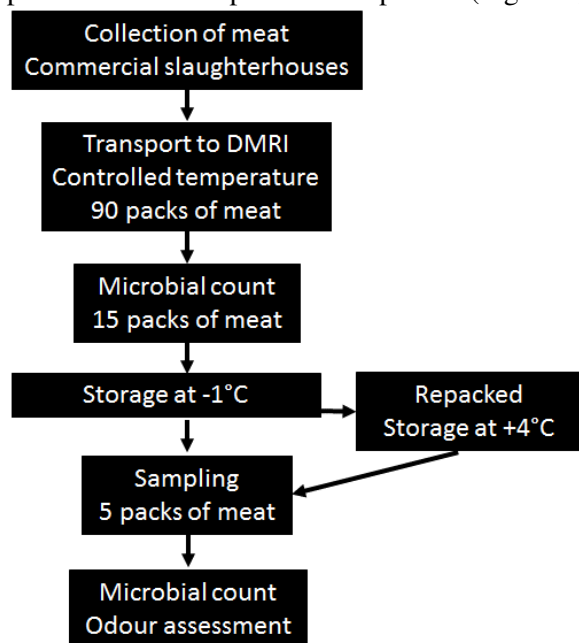 Collection of meat
Commercial slaughterhouses
Transport to DMRI
Controlled temperature
90 packs of meat
Microbial count
15 packs of meat
Storage at -1°C
Repacked
Storage at +4°C
Sampling
5 packs of meat
Microbial count
Odour assessment